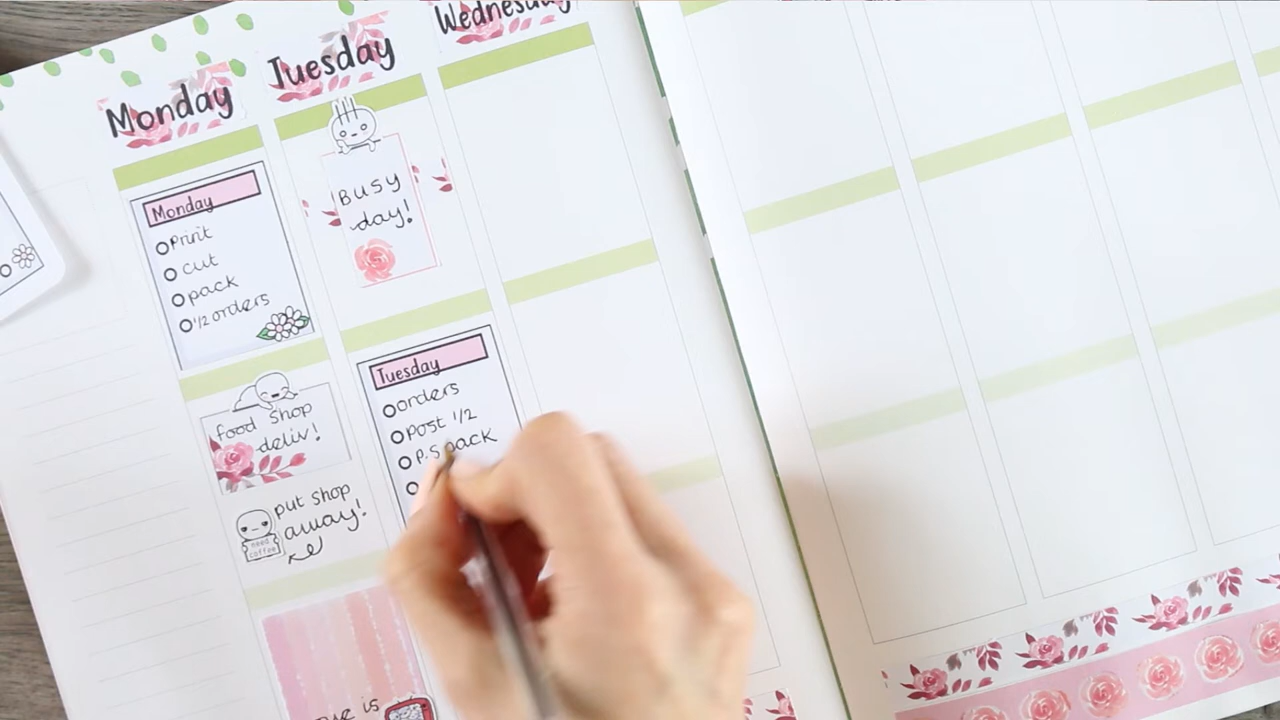 Monday
Tuesday
Wednesday
Monday
print
cut
pack
1/2 orders
Busy
day!
food shop
deliv!
put shop
away!
need
coffee
Tuesday
orders
post 1/2
P.S pack
is